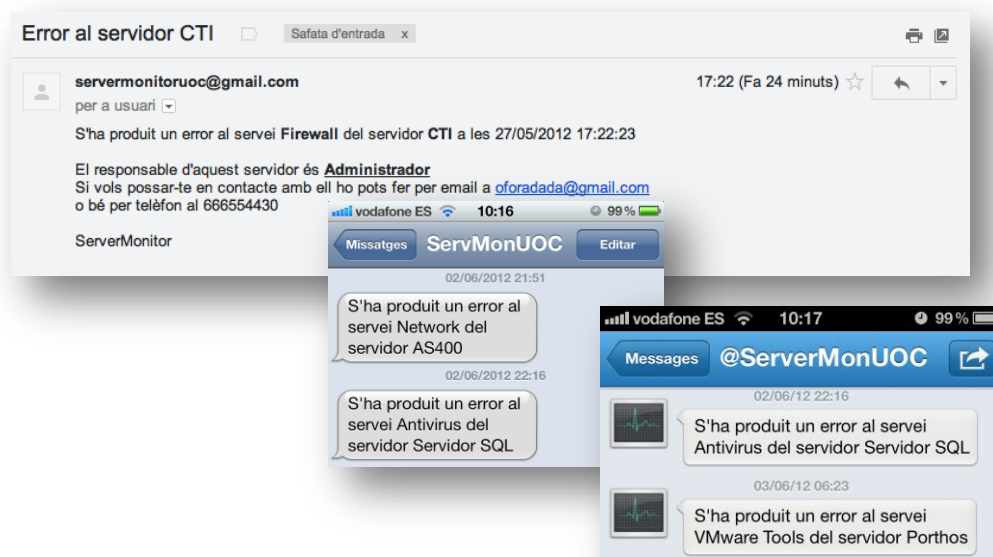 Error al servidor CTI
Safata d'entrada x
servermonitoruoc@gmail.com
17:22 (Fa 24 minuts)
per a usuari
S'ha produit un error al servei Firewall del servidor CTI a les 27/05/2012 17:22:23
El responsable d'aquest servidor és Administrador
Si vols possar-te en contacte amb ell ho pots fer per email a oforadada@gmail.com
o bé per telèfon al 666554430
ServerMonitor
vodafone ES 10:16 99%
Missatges ServMonUOC Editar
02/06/2012 21:51
S'ha produit un error al
servei Network del
servidor AS400
02/06/2012 22:16
S'ha produit un error al
servei Antivirus del
servidor Servidor SQL
vodafone ES 10:17 99%
Messages @ServerMonUOC
02/06/12 22:16
S'ha produit un error al servei
Antivirus del servidor Servidor SQL
03/06/12 06:23
S'ha produit un error al servei
VMware Tools del servidor Porthos